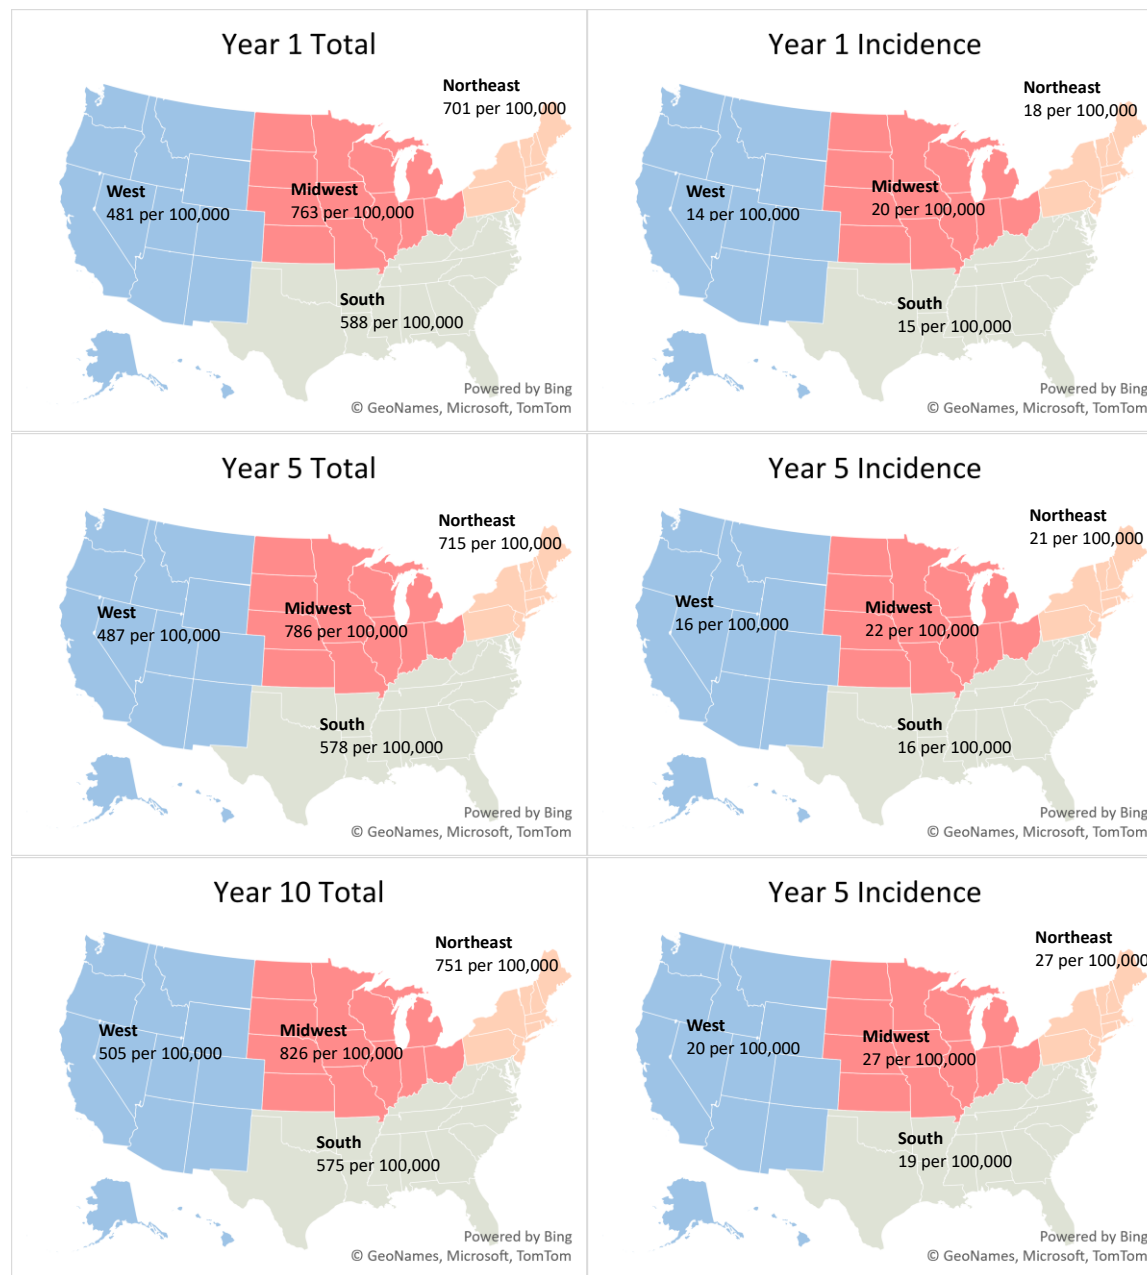 Year 1 Total
Northeast
701 per 100,000
West
481 per 100,000
Midwest
763 per 100,000
South
588 per 100,000
Powered by Bing
© GeoNames, Microsoft, TomTom
Year 1 Incidence
Northeast
18 per 100,000
West
14 per 100,000
Midwest
20 per 100,000
South
15 per 100,000
Powered by Bing
© GeoNames, Microsoft, TomTom
Year 5 Total
Northeast
715 per 100,000
West
487 per 100,000
Midwest
786 per 100,000
South
578 per 100,000
Powered by Bing
© GeoNames, Microsoft, TomTom
Year 5 Incidence
Northeast
21 per 100,000
West
16 per 100,000
Midwest
22 per 100,000
South
16 per 100,000
Powered by Bing
© GeoNames, Microsoft, TomTom
Year 10 Total
Northeast
751 per 100,000
West
505 per 100,000
Midwest
826 per 100,000
South
575 per 100,000
Powered by Bing
© GeoNames, Microsoft, TomTom
Year 5 Incidence
Northeast
27 per 100,000
West
20 per 100,000
Midwest
27 per 100,000
South
19 per 100,000
Powered by Bing
© GeoNames, Microsoft, TomTom